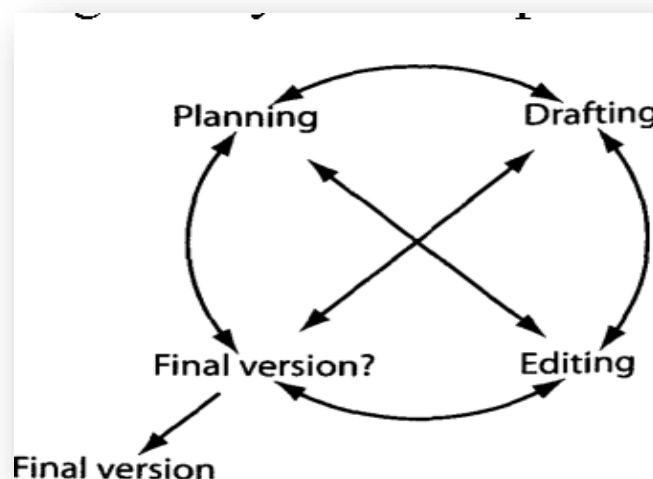 Planning
Drafting
Final version?
Editing
Final version